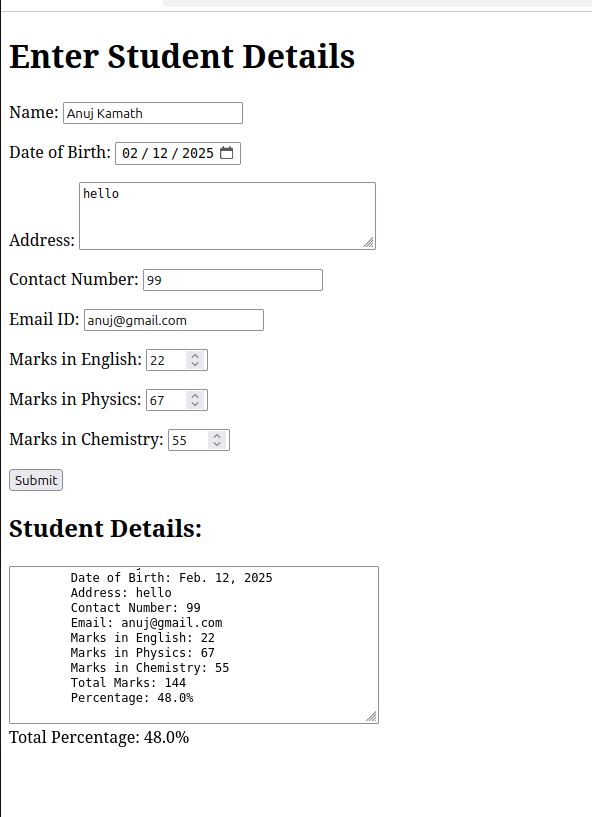 Enter Student Details
Name: Anuj Kamath
Date of Birth: 02 / 12 / 2025
hello
Address:
Contact Number: 99
Email ID: anuj@gmail.com
Marks in English: 22
Marks in Physics: 67
Marks in Chemistry: 55
Submit
Student Details:
Date of Birth: Feb. 12, 2025
Address: hello
Contact Number: 99
Email: anuj@gmail.com
Marks in English: 22
Marks in Physics: 67
Marks in Chemistry: 55
Total Marks: 144
Percentage: 48.0%
Total Percentage: 48.0%